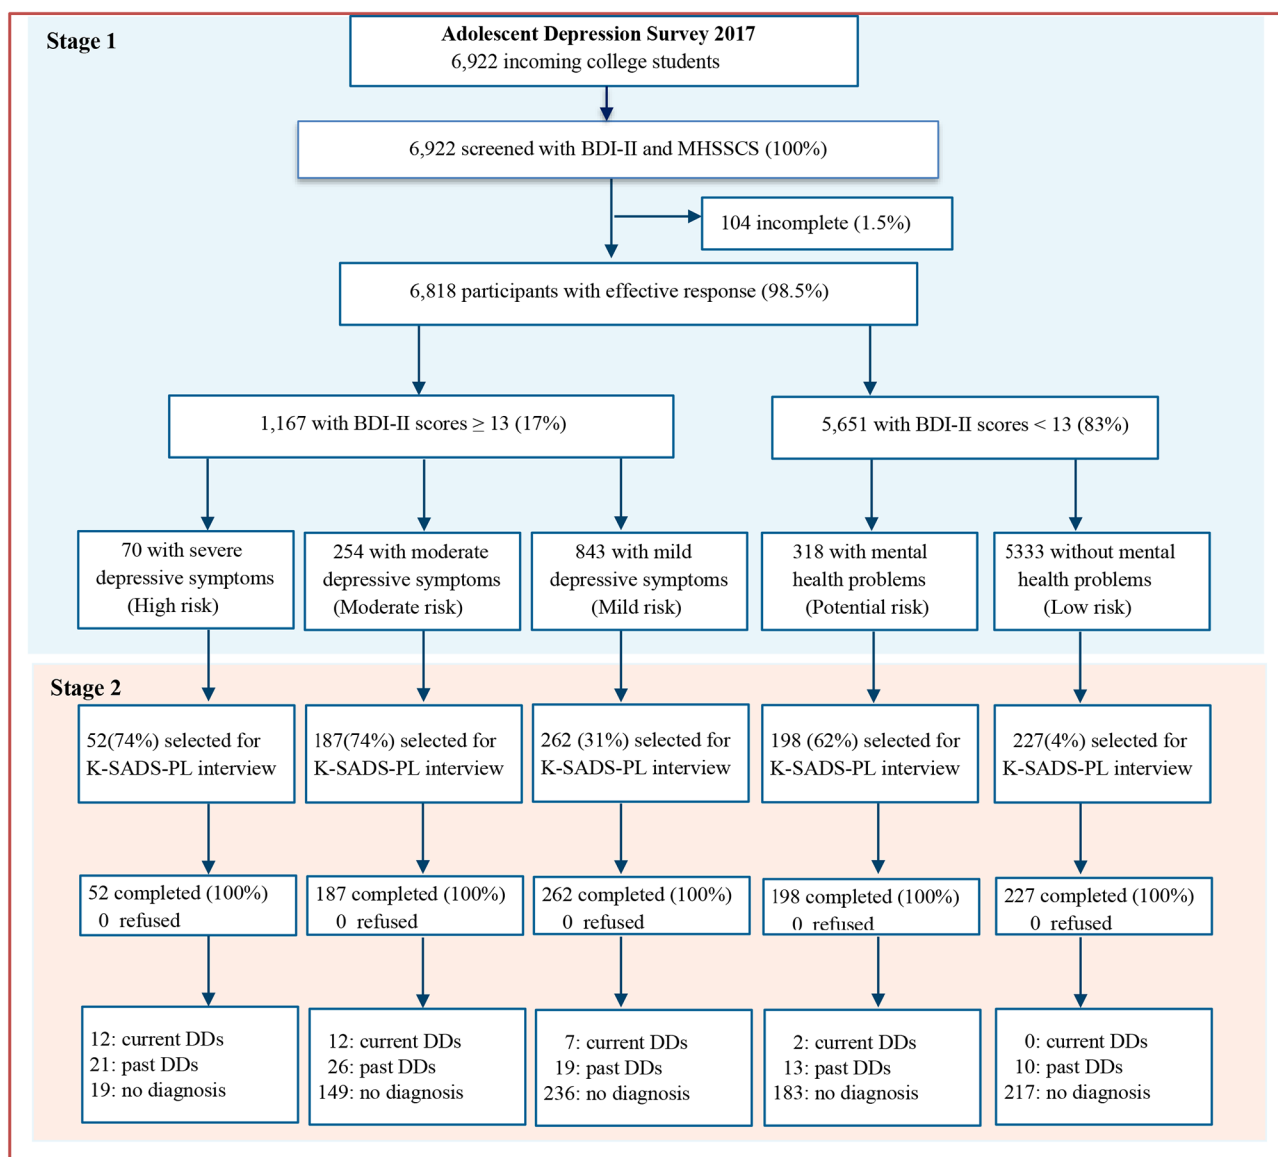 Stage 1
Adolescent Depression Survey 2017
6,922 incoming college students
6,922 screened with BDI-II and MHSSCS (100%)
104 incomplete (1.5%)
6,818 participants with effective response (98.5%)
1,167 with BDI-II scores ≥ 13 (17%)
5,651 with BDI-II scores < 13 (83%)
70 with severe
depressive symptoms
(High risk)
254 with moderate
depressive symptoms
(Moderate risk)
843 with mild
depressive symptoms
(Mild risk)
318 with mental
health problems
(Potential risk)
5333 without mental
health problems
(Low risk)
Stage 2
52(74%) selected for
K-SADS-PL interview
187(74%) selected for
K-SADS-PL interview
262 (31%) selected for
K-SADS-PL interview
198 (62%) selected for
K-SADS-PL interview
227(4%) selected for
K-SADS-PL interview
52 completed (100%)
0 refused
187 completed (100%)
0 refused
262 completed (100%)
0 refused
198 completed (100%)
0 refused
227 completed (100%)
0 refused
12: current DDs
21: past DDs
19: no diagnosis
12: current DDs
26: past DDs
149: no diagnosis
7: current DDs
19: past DDs
236: no diagnosis
2: current DDs
13: past DDs
183: no diagnosis
0: current DDs
10: past DDs
217: no diagnosis